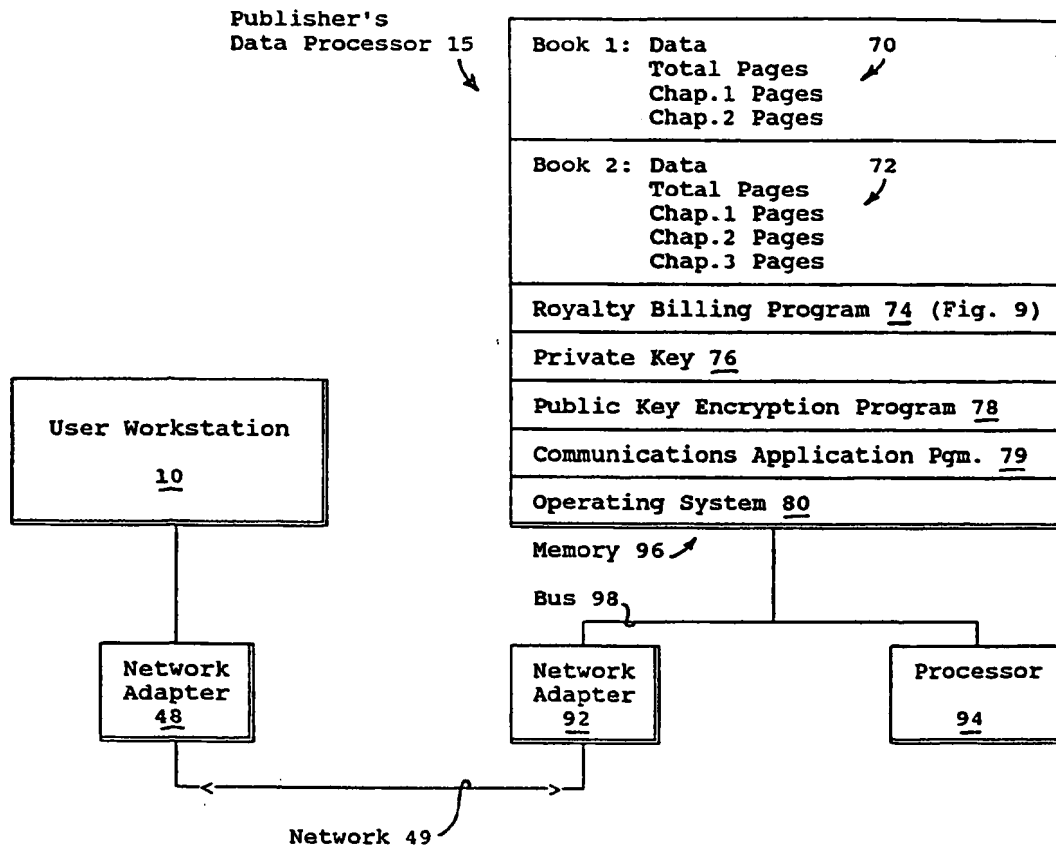 Publisher's
Data Processor 15
Book 1: Data 70
Total Pages
Chap.1 Pages
Chap.2 Pages
Book 2: Data 72
Total Pages
Chap.1 Pages
Chap.2 Pages
Chap.3 Pages
Royalty Billing Program 74 (Fig. 9)
Private Key 76
Public Key Encryption Program 78
Communications Application Pgm. 79
Operating System 80
Memory 96
User Workstation
10
Bus 98
Network
Adapter
48
Network
Adapter
92
Processor
94
Network 49